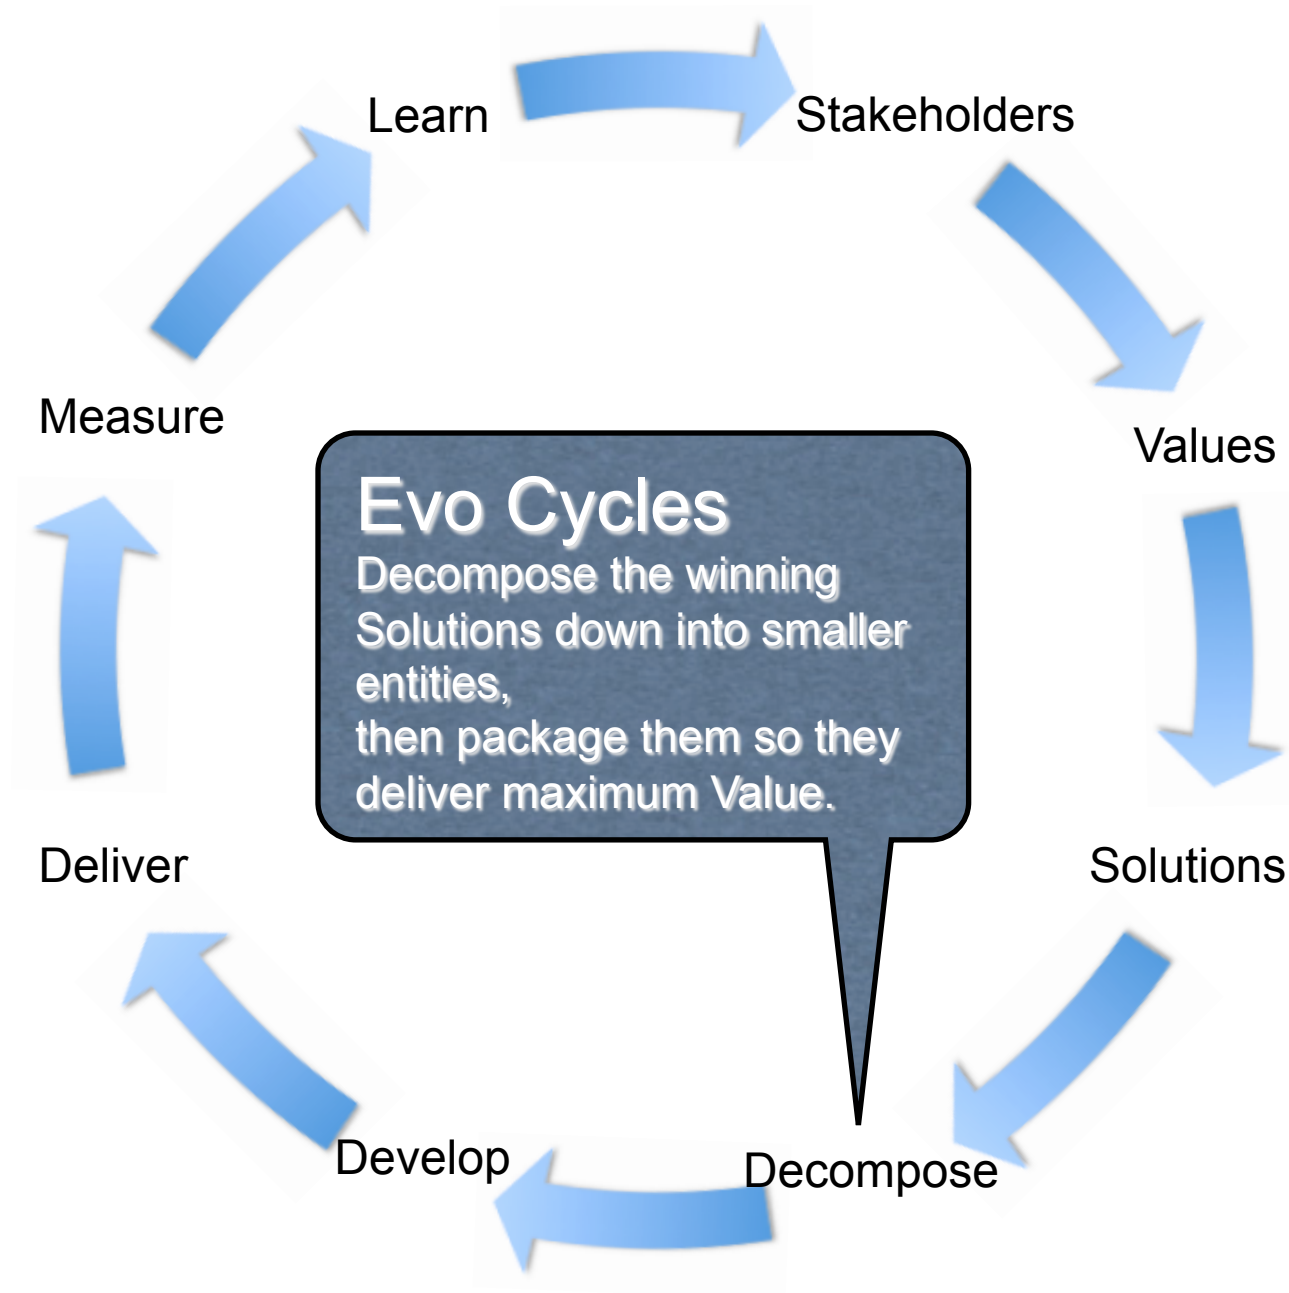 Learn
Stakeholders
Measure
Values
Evo Cycles
Decompose the winning
Solutions down into smaller
entities,
then package them so they
deliver maximum Value.
Deliver
Solutions
Develop
Decompose